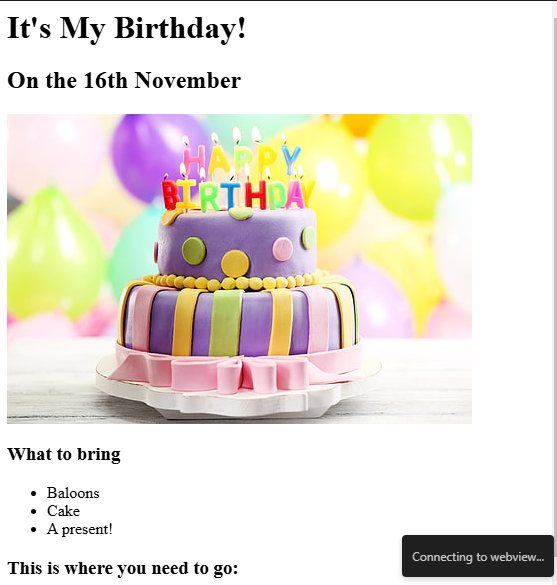 It's My Birthday!
On the 16th November
HAPPY
BIRTHDAY
What to bring
Baloons
Cake
A present!
This is where you need to go:
Connecting to webview...